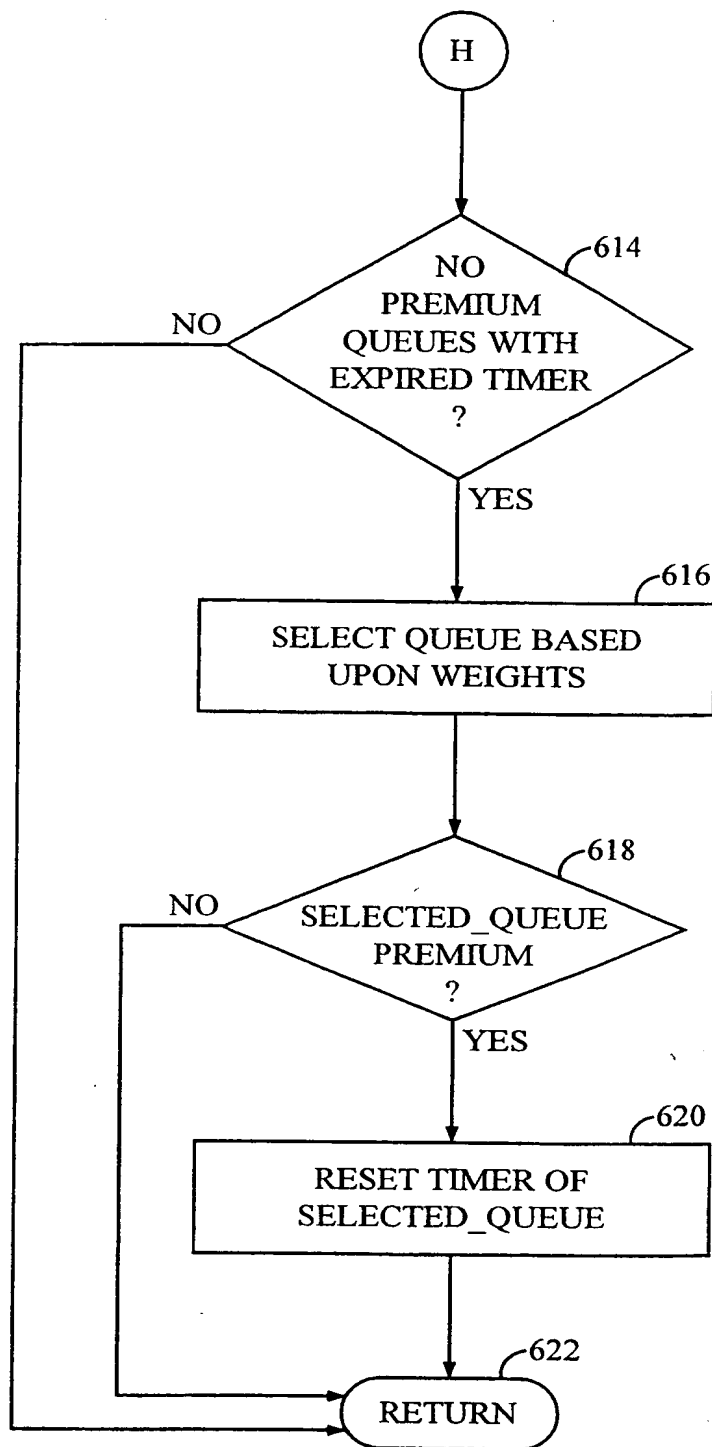 H
614
NO
PREMIUM
QUEUES WITH
EXPIRED TIMER
?
NO
YES
616
SELECT QUEUE BASED
UPON WEIGHTS
618
NO
SELECTED_QUEUE
PREMIUM
?
YES
620
RESET TIMER OF
SELECTED_QUEUE
622
RETURN